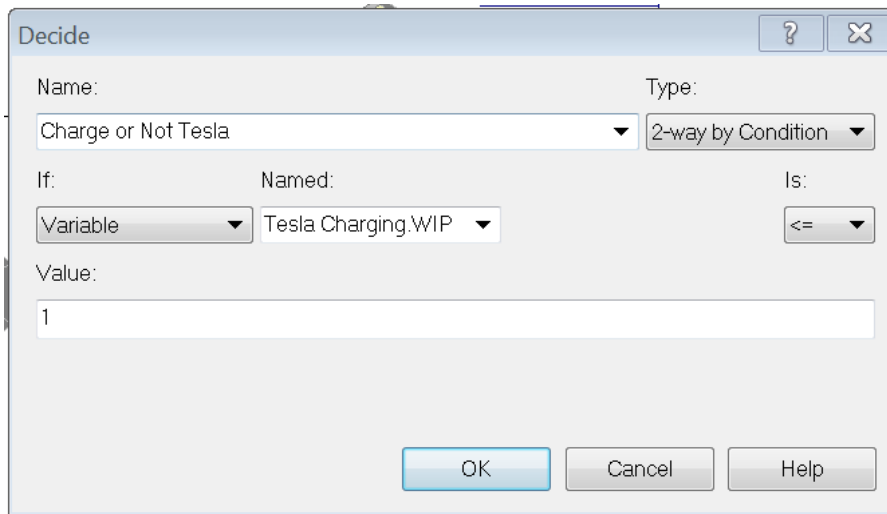 Decide
Name: Type:
Charge or Not Tesla 2-way by Condition
If: Named: Is:
Variable Tesla Charging.WIP <=
Value:
1
OK Cancel Help